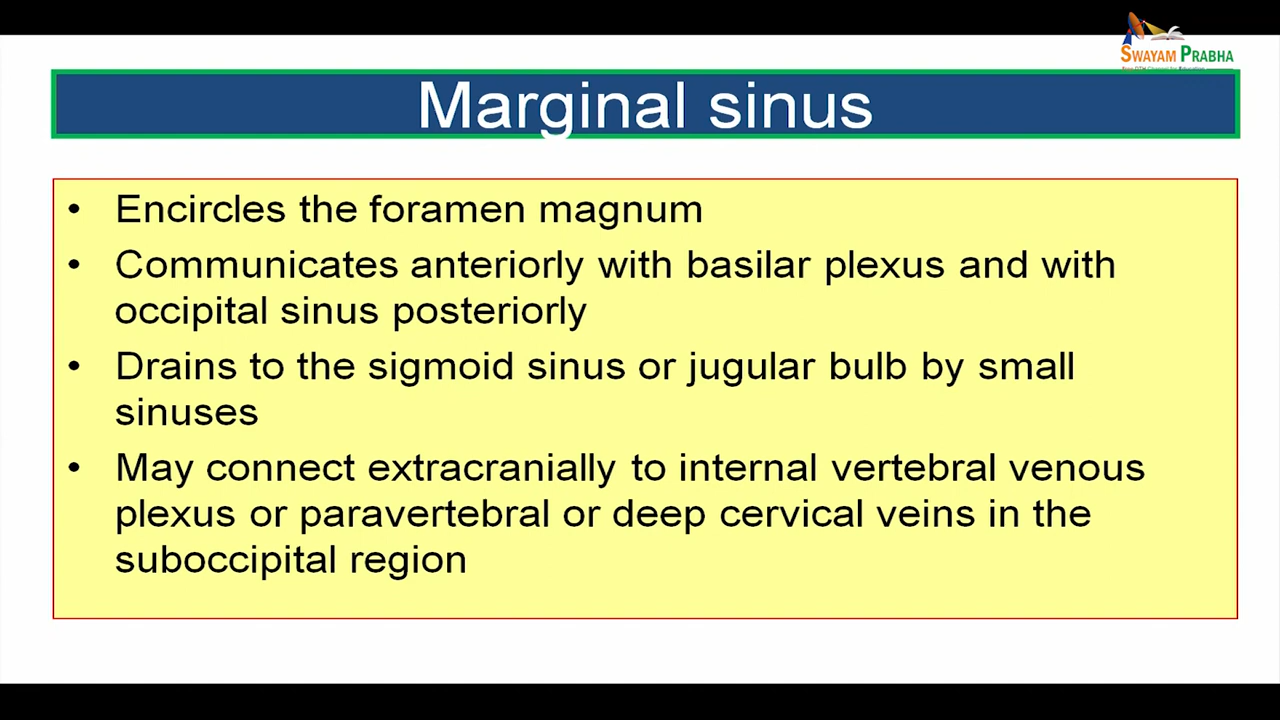 SWAYAM PRABHA
Marginal sinus
• Encircles the foramen magnum
• Communicates anteriorly with basilar plexus and with
occipital sinus posteriorly
• Drains to the sigmoid sinus or jugular bulb by small
sinuses
• May connect extracranially to internal vertebral venous
plexus or paravertebral or deep cervical veins in the
suboccipital region